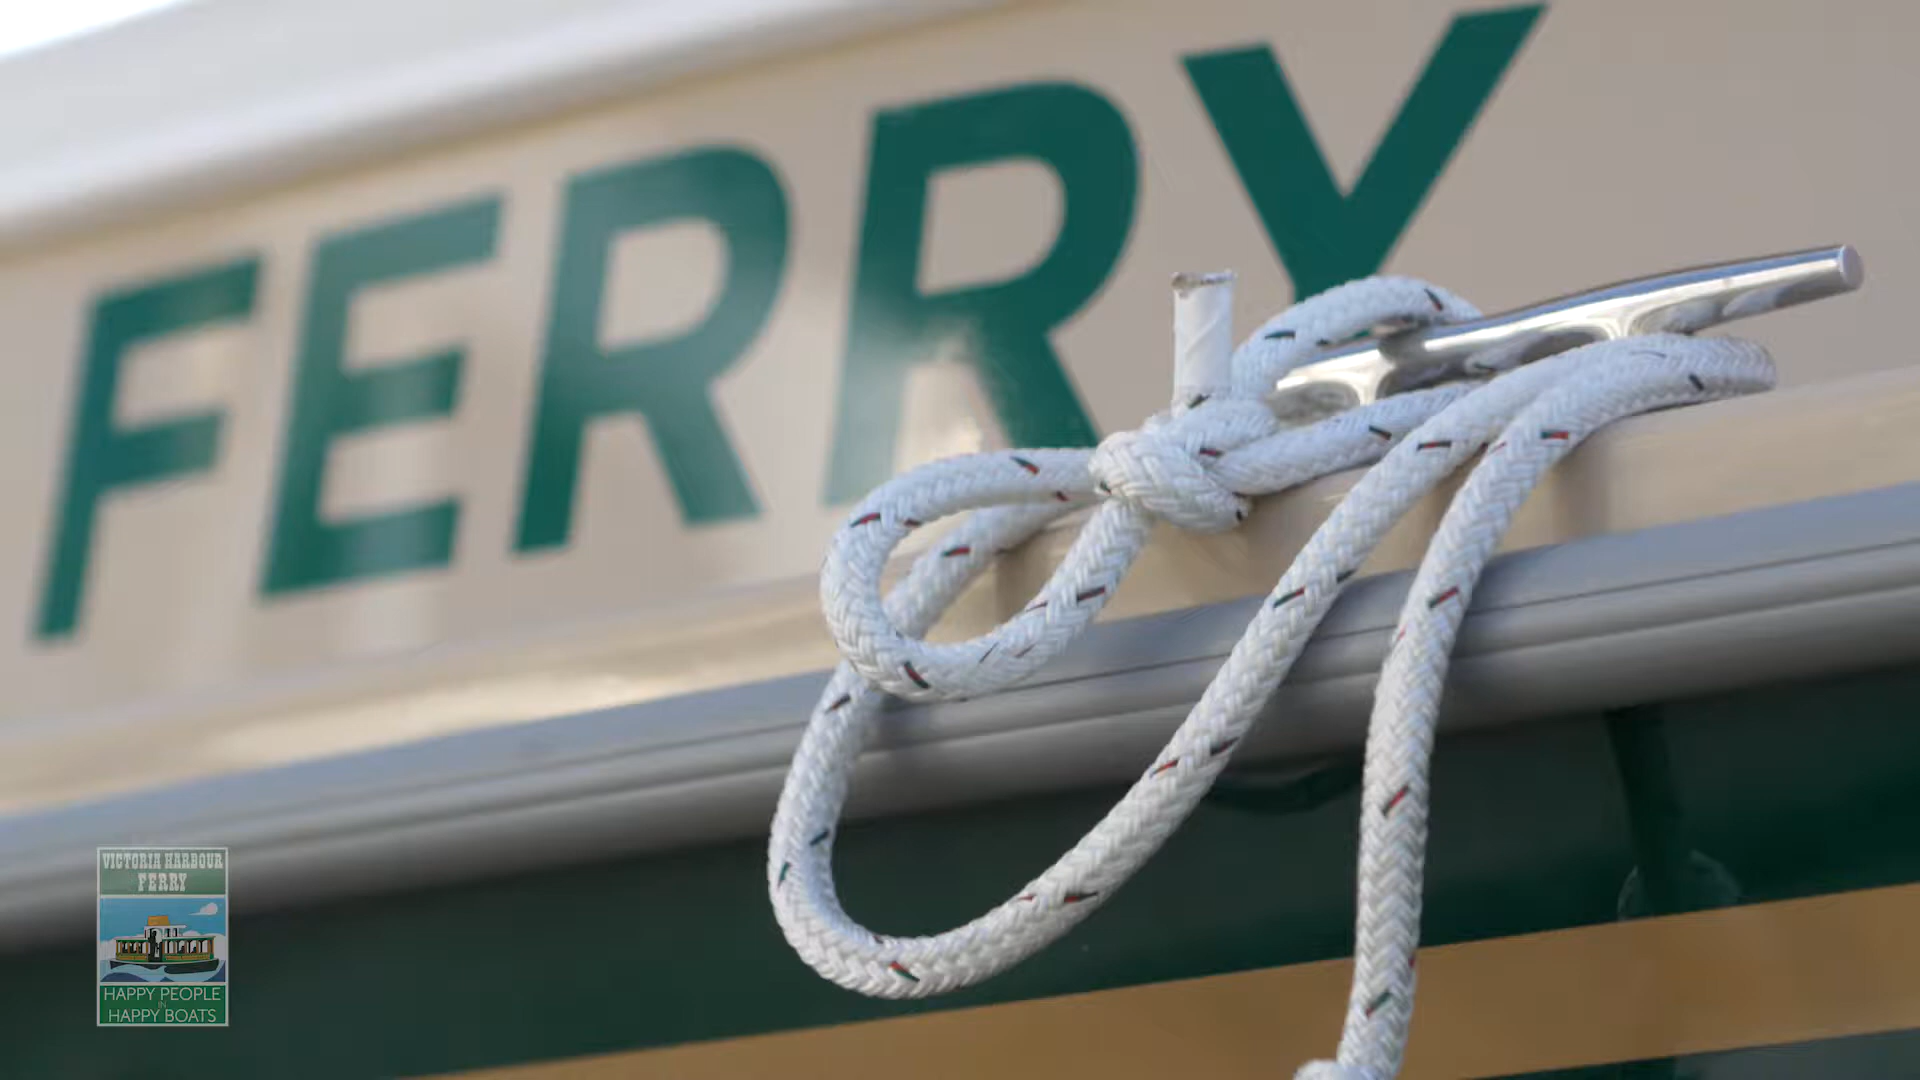 FERRY
VICTORIA HARBOUR
FERRY
HAPPY PEOPLE
IN
HAPPY BOATS